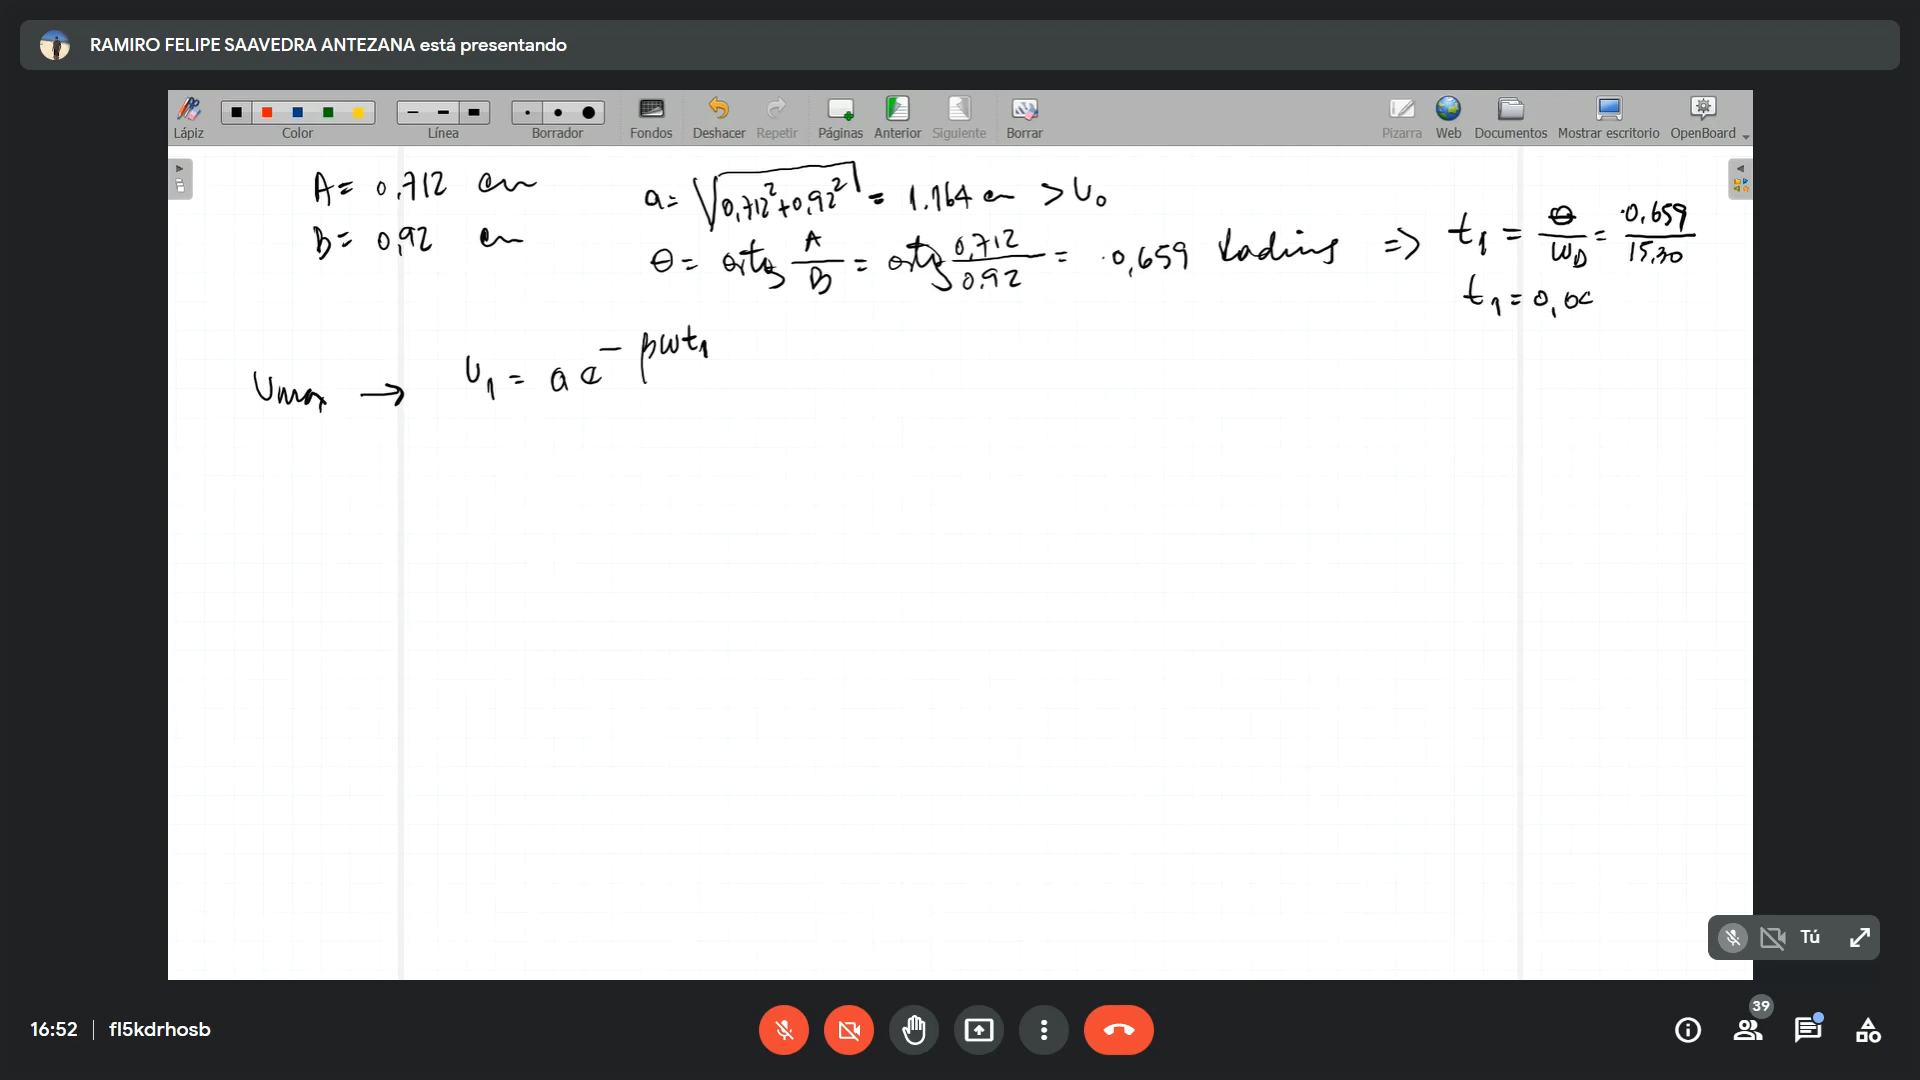 RAMIRO FELIPE SAAVEDRA ANTEZANA está presentando
Lápiz Color Línea Borrador Fondos Deshacer Repetir Páginas Anterior Siguiente Borrar Pizarra Web Documentos Mostrar escritorio OpenBoard
A= 0,712 cm
B= 0,92 cm
a= √0,712²+0,92² = 1.164 cm > U₀
θ= artg A/B = artg 0,712/0.92 = 0,659 radians => t₁ = θ/ω_D = 0,659/15,30
t₁ = 0,0
Umax → U₁ = a e^(- βωt₁)
Tú
16:52 | fl5kdrhosb
39